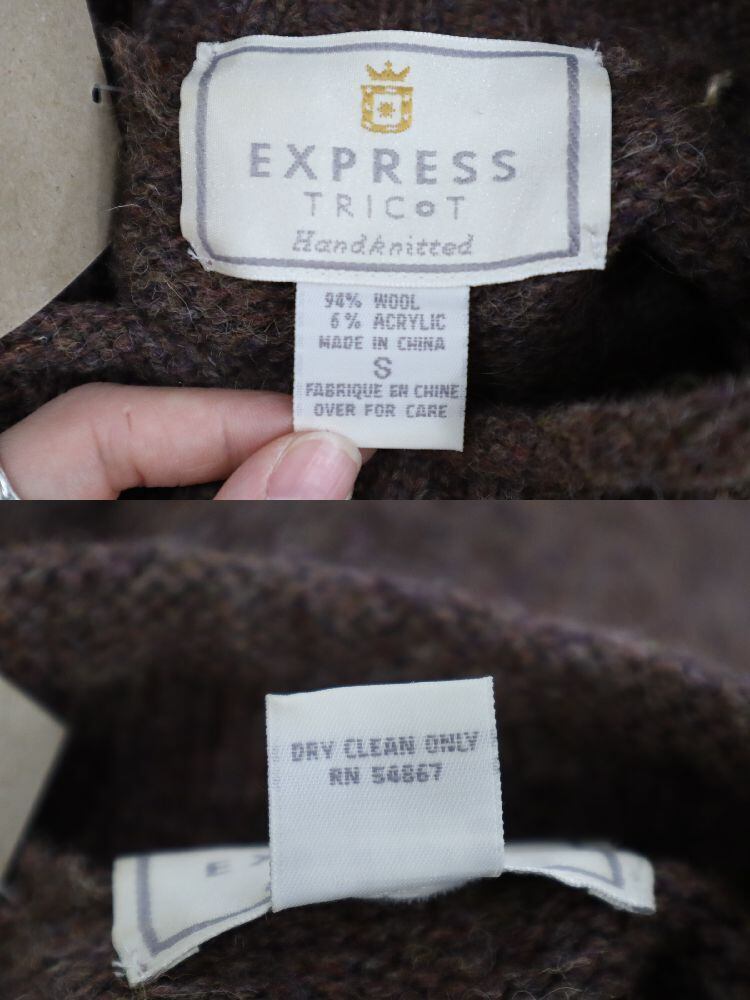 EXPRESS
TRICOT
Handknitted
94% WOOL
6% ACRYLIC
MADE IN CHINA
S
FABRIQUE EN CHINE
OVER FOR CARE
DRY CLEAN ONLY
RN 54867
EX